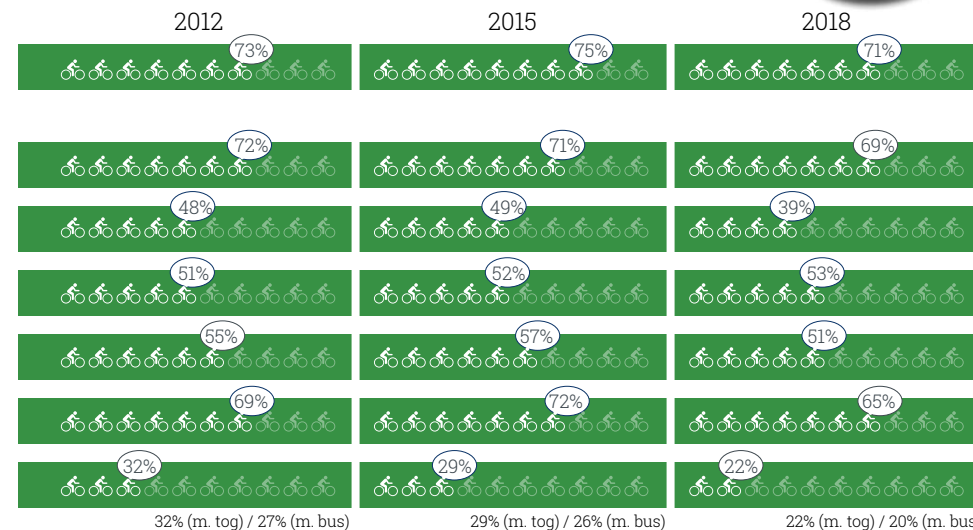 2012 2015 2018
73% 75% 71%
72% 71% 69%
48% 49% 39%
51% 52% 53%
55% 57% 51%
69% 72% 65%
32% 29% 22%
32% (m. tog) / 27% (m. bus) 29% (m. tog) / 26% (m. bus) 22% (m. tog) / 20% (m. bus